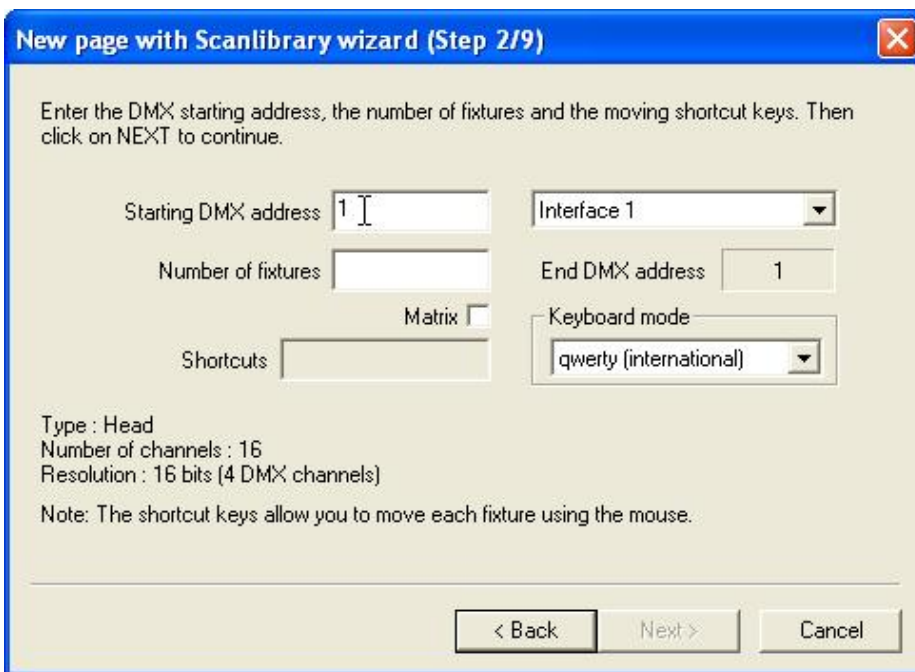 New page with Scanlibrary wizard (Step 2/9)
Enter the DMX starting address, the number of fixtures and the moving shortcut keys. Then
click on NEXT to continue.
Starting DMX address 1 Interface 1
Number of fixtures End DMX address 1
Matrix Keyboard mode
Shortcuts qwerty (international)
Type : Head
Number of channels : 16
Resolution : 16 bits (4 DMX channels)
Note: The shortcut keys allow you to move each fixture using the mouse.
< Back Next > Cancel